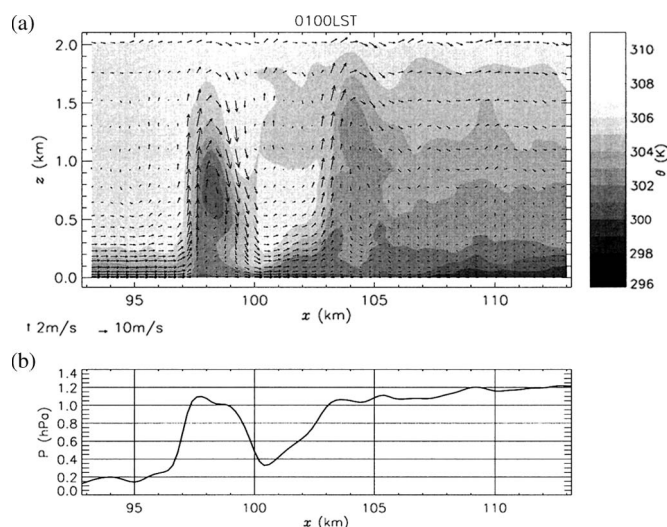 (a)
0100LST
2.0
1.5
1.0
0.5
0.0
z (km)
95 100 105 110
x (km)
↑ 2m/s → 10m/s
310
308
306
304
302
300
298
296
θ (K)
(b)
1.4
1.2
1.0
0.8
0.6
0.4
0.2
0.0
P (hPa)
95 100 105 110
x (km)